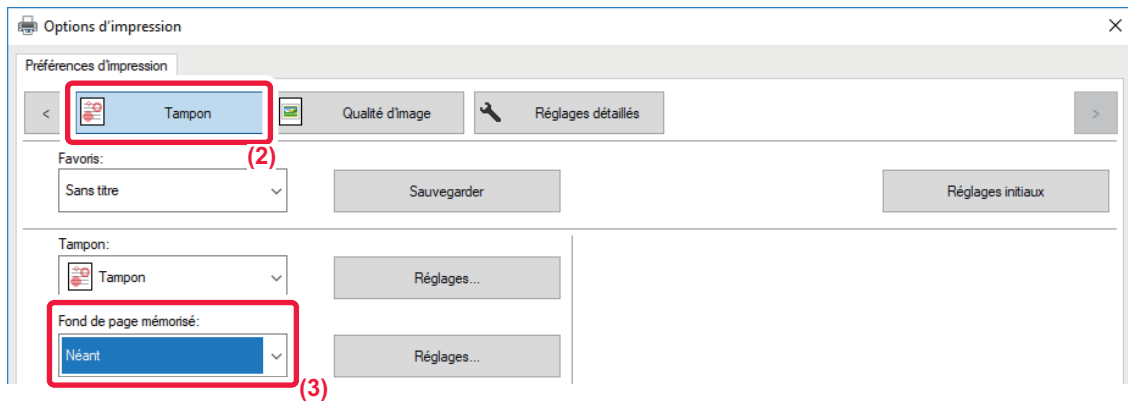 Options d'impression
Préférences d'impression
< Tampon Qualité d'image Réglages détaillés >
(2)
Favoris:
Sans titre Sauvegarder Réglages initiaux
Tampon:
Tampon Réglages...
Fond de page mémorisé:
Néant Réglages...
(3)